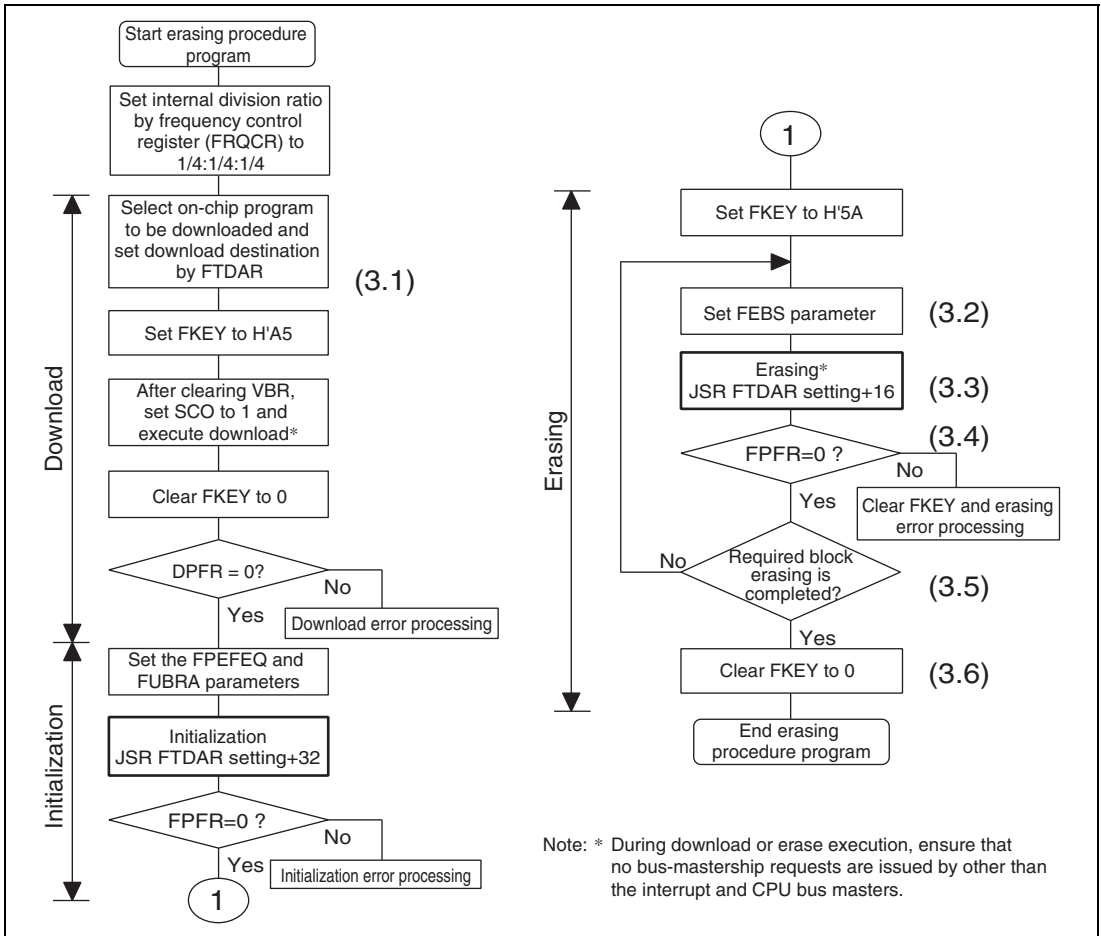 Start erasing procedure
program
Set internal division ratio
by frequency control
register (FRQCR) to
1/4:1/4:1/4
Download
Select on-chip program
to be downloaded and
set download destination
by FTDAR
(3.1)
Set FKEY to H'A5
After clearing VBR,
set SCO to 1 and
execute download*
Clear FKEY to 0
DPFR = 0?
No
Yes
Download error processing
Initialization
Set the FPEFEQ and
FUBRA parameters
Initialization
JSR FTDAR setting+32
FPFR=0 ?
No
Yes
Initialization error processing
1
1
Erasing
Set FKEY to H'5A
Set FEBS parameter
(3.2)
Erasing*
JSR FTDAR setting+16
(3.3)
(3.4)
FPFR=0 ?
No
Yes
Clear FKEY and erasing
error processing
No
Required block
erasing is
completed?
(3.5)
Yes
Clear FKEY to 0
(3.6)
End erasing
procedure program
Note: * During download or erase execution, ensure that
no bus-mastership requests are issued by other than
the interrupt and CPU bus masters.